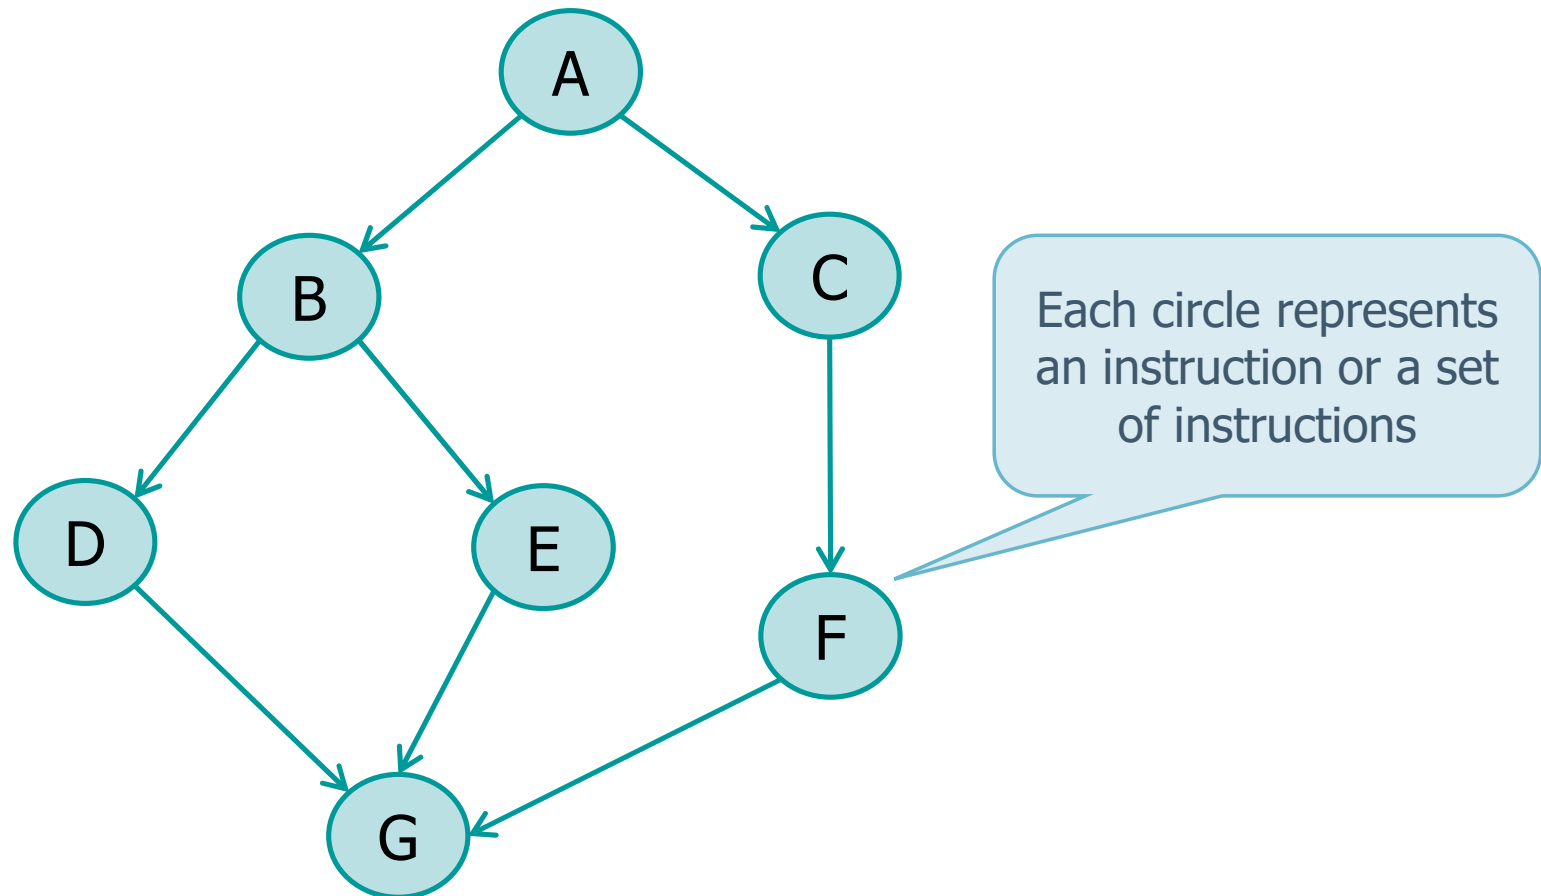 A
B
C
Each circle represents
an instruction or a set
of instructions
D
E
F
G